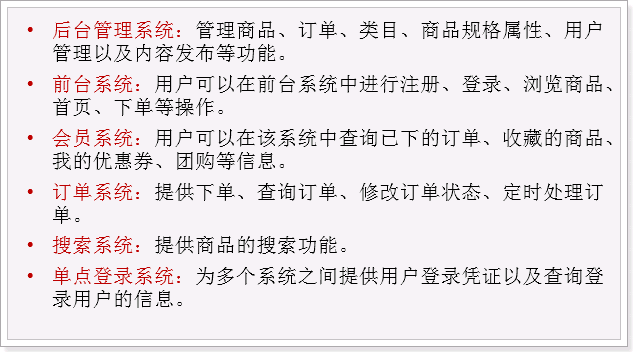 • 后台管理系统：管理商品、订单、类目、商品规格属性、用户
管理以及内容发布等功能。
• 前台系统：用户可以在前台系统中进行注册、登录、浏览商品、
首页、下单等操作。
• 会员系统：用户可以在该系统中查询已下的订单、收藏的商品、
我的优惠券、团购等信息。
• 订单系统：提供下单、查询订单、修改订单状态、定时处理订
单。
• 搜索系统：提供商品的搜索功能。
• 单点登录系统：为多个系统之间提供用户登录凭证以及查询登
录用户的信息。